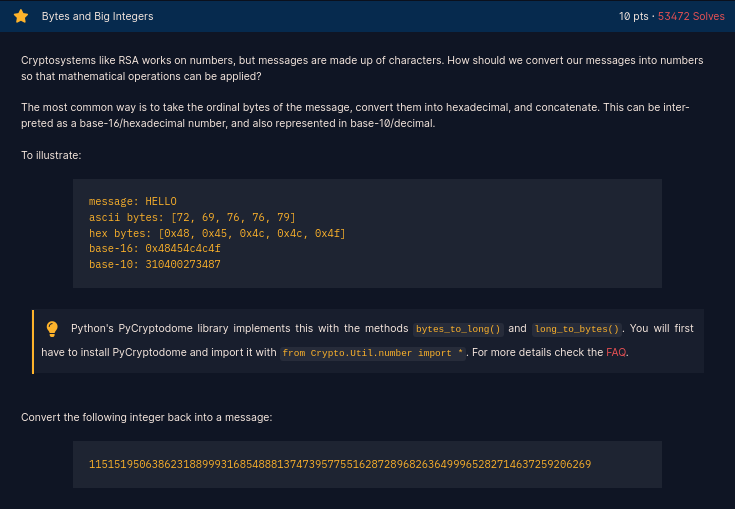 Bytes and Big Integers 10 pts · 53472 Solves
Cryptosystems like RSA works on numbers, but messages are made up of characters. How should we convert our messages into numbers
so that mathematical operations can be applied?
The most common way is to take the ordinal bytes of the message, convert them into hexadecimal, and concatenate. This can be inter-
preted as a base-16/hexadecimal number, and also represented in base-10/decimal.
To illustrate:
message: HELLO
ascii bytes: [72, 69, 76, 76, 79]
hex bytes: [0x48, 0x45, 0x4c, 0x4c, 0x4f]
base-16: 0x48454c4c4f
base-10: 310400273487
Python's PyCryptodome library implements this with the methods bytes_to_long() and long_to_bytes(). You will first
have to install PyCryptodome and import it with from Crypto.Util.number import *. For more details check the FAQ.
Convert the following integer back into a message:
11515195063862318899931685488813747395775516287289682636499965282714637259206269